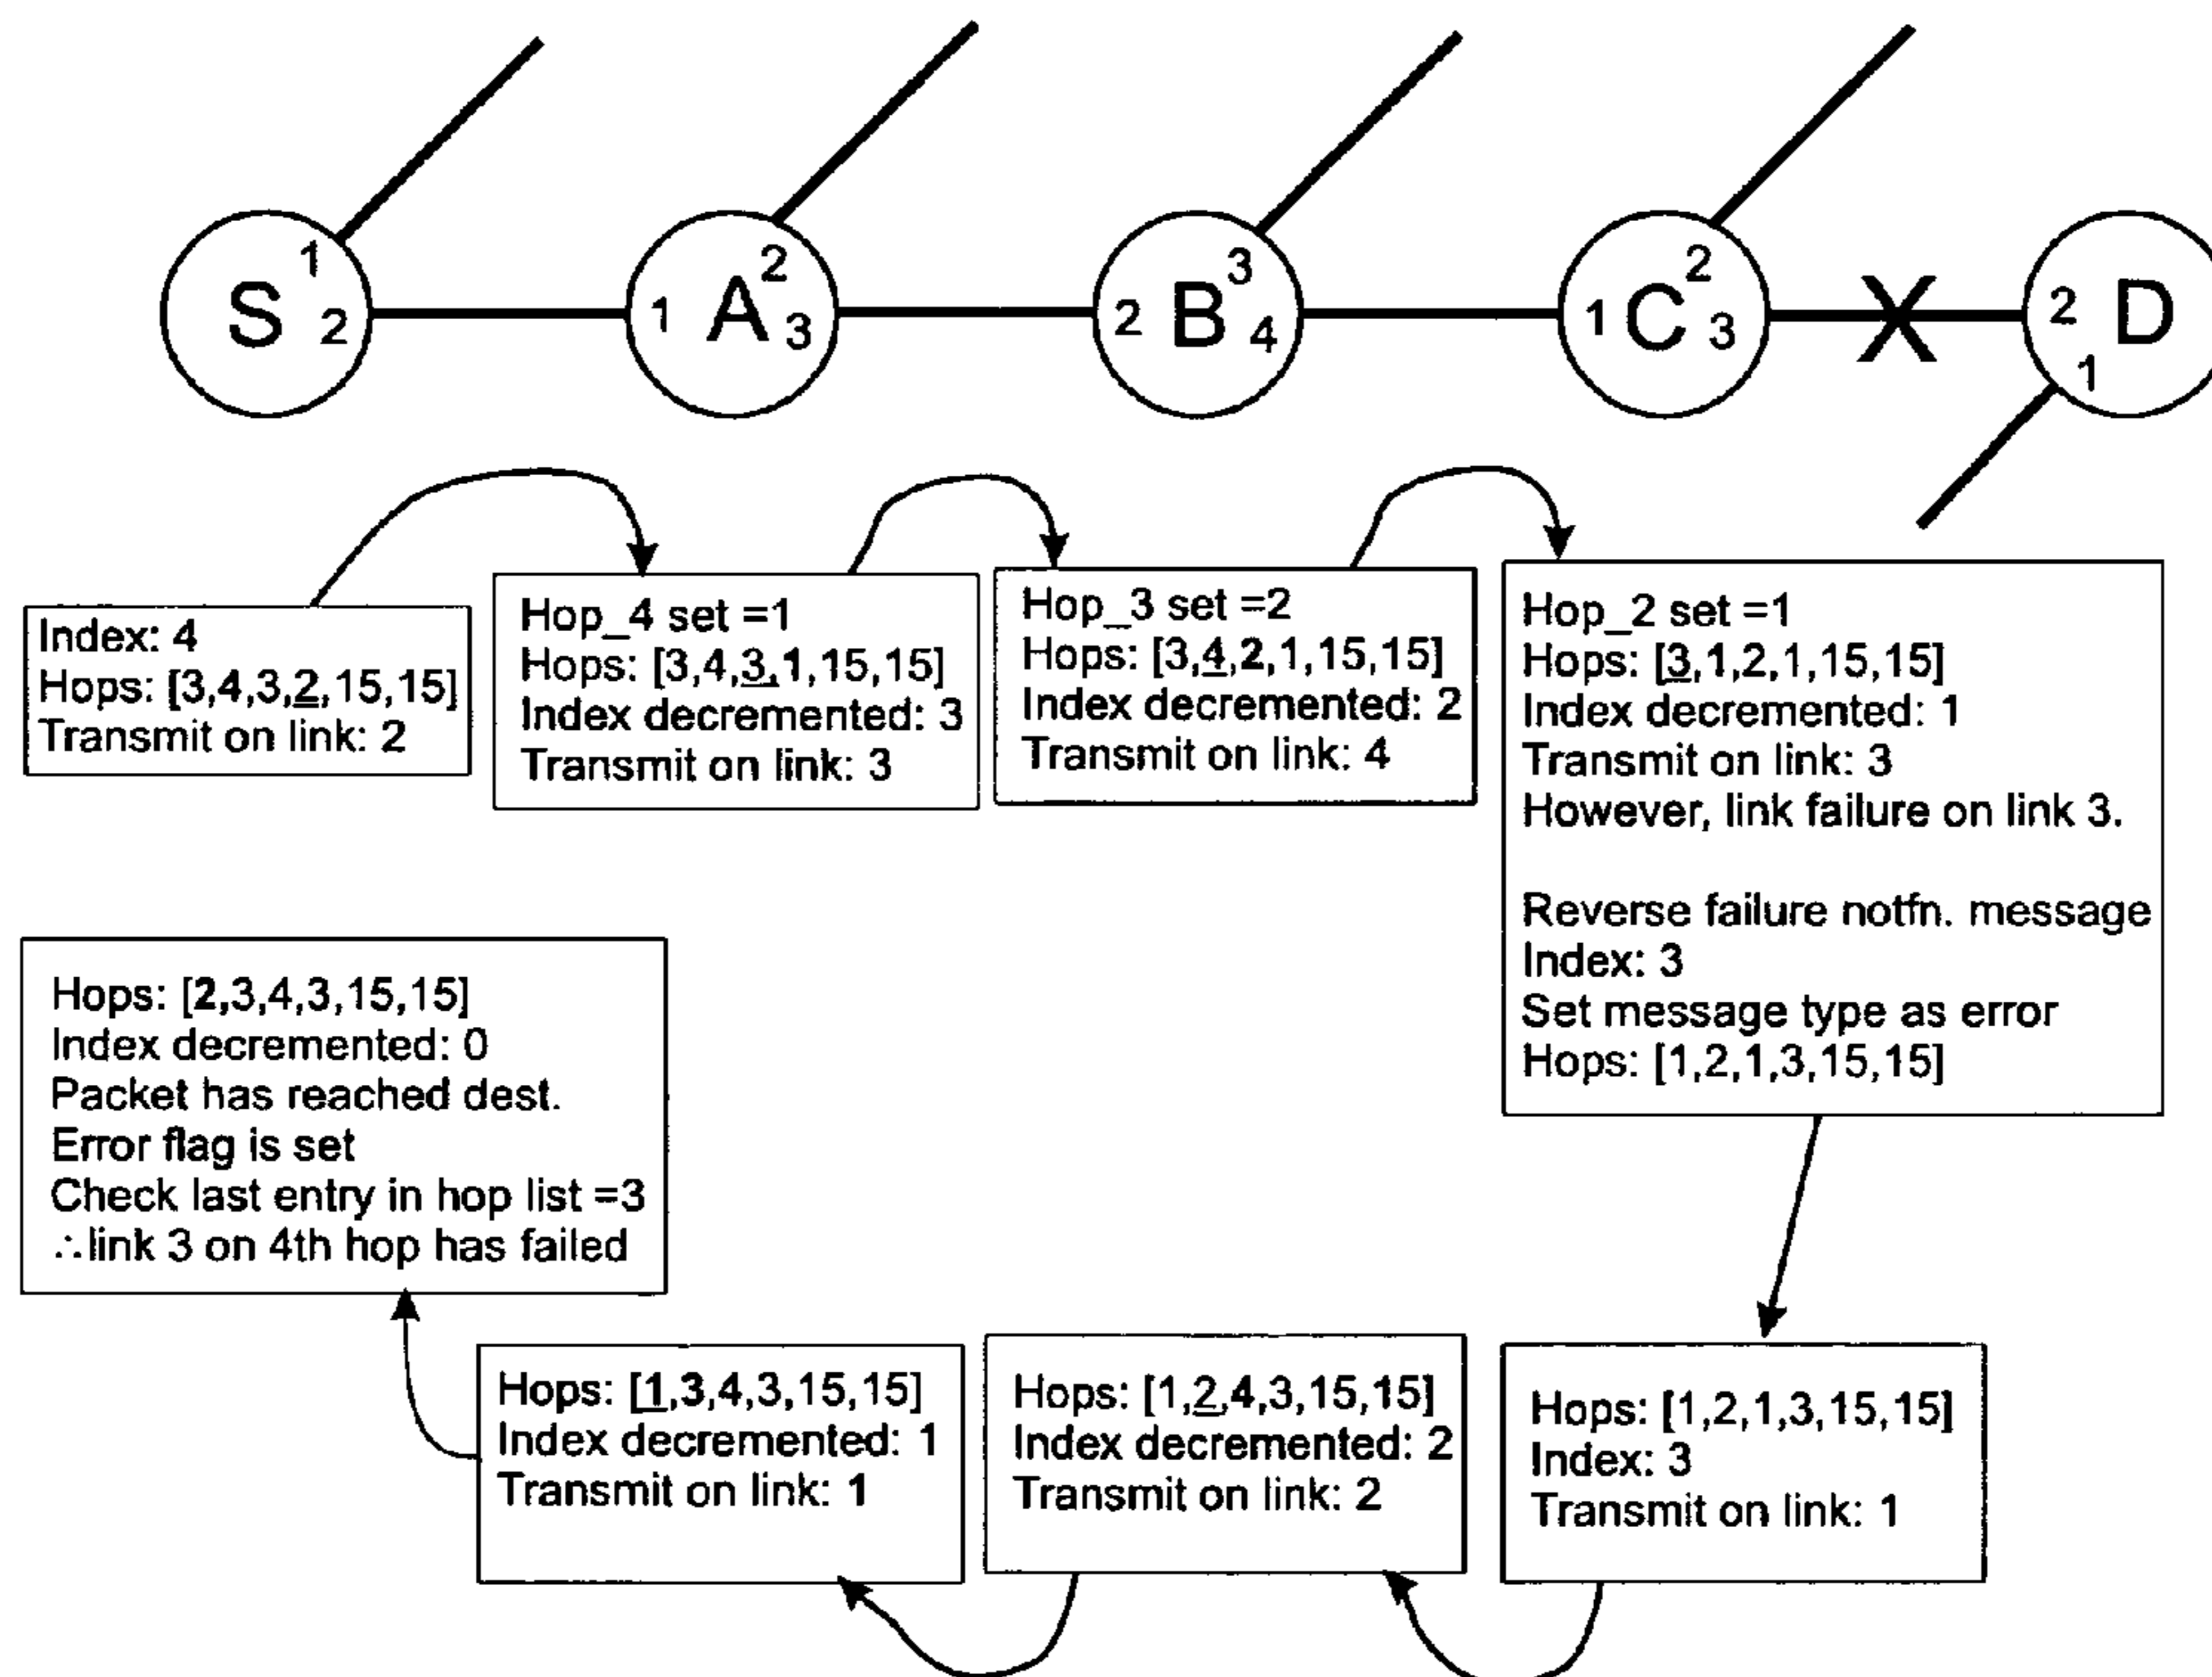 1
S 2
2
1 A 3
3
2 B 4
2
1 C 3
X
2 D
1
Index: 4
Hops: [3,4,3,2,15,15]
Transmit on link: 2
Hop_4 set =1
Hops: [3,4,3,1,15,15]
Index decremented: 3
Transmit on link: 3
Hop_3 set =2
Hops: [3,4,2,1,15,15]
Index decremented: 2
Transmit on link: 4
Hop_2 set =1
Hops: [3,1,2,1,15,15]
Index decremented: 1
Transmit on link: 3
However, link failure on link 3.
Reverse failure notfn. message
Index: 3
Set message type as error
Hops: [1,2,1,3,15,15]
Hops: [1,2,1,3,15,15]
Index: 3
Transmit on link: 1
Hops: [1,2,4,3,15,15]
Index decremented: 2
Transmit on link: 2
Hops: [1,3,4,3,15,15]
Index decremented: 1
Transmit on link: 1
Hops: [2,3,4,3,15,15]
Index decremented: 0
Packet has reached dest.
Error flag is set
Check last entry in hop list =3
∴link 3 on 4th hop has failed